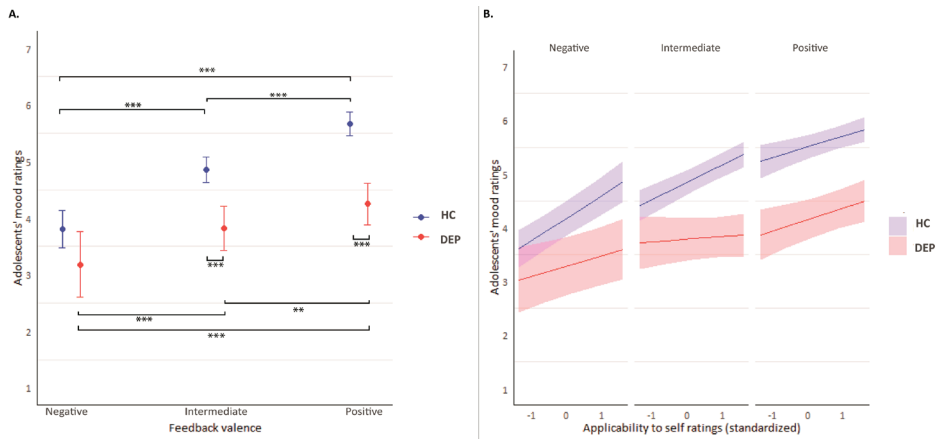 A.
7
6
5
4
3
2
1
Adolescents' mood ratings
***
***
***
***
***
**
***
***
Negative
Intermediate
Positive
Feedback valence
HC
DEP
B.
Negative
Intermediate
Positive
7
6
5
4
3
2
1
Adolescents' mood ratings
-1
0
1
-1
0
1
-1
0
1
Applicability to self ratings (standardized)
HC
DEP